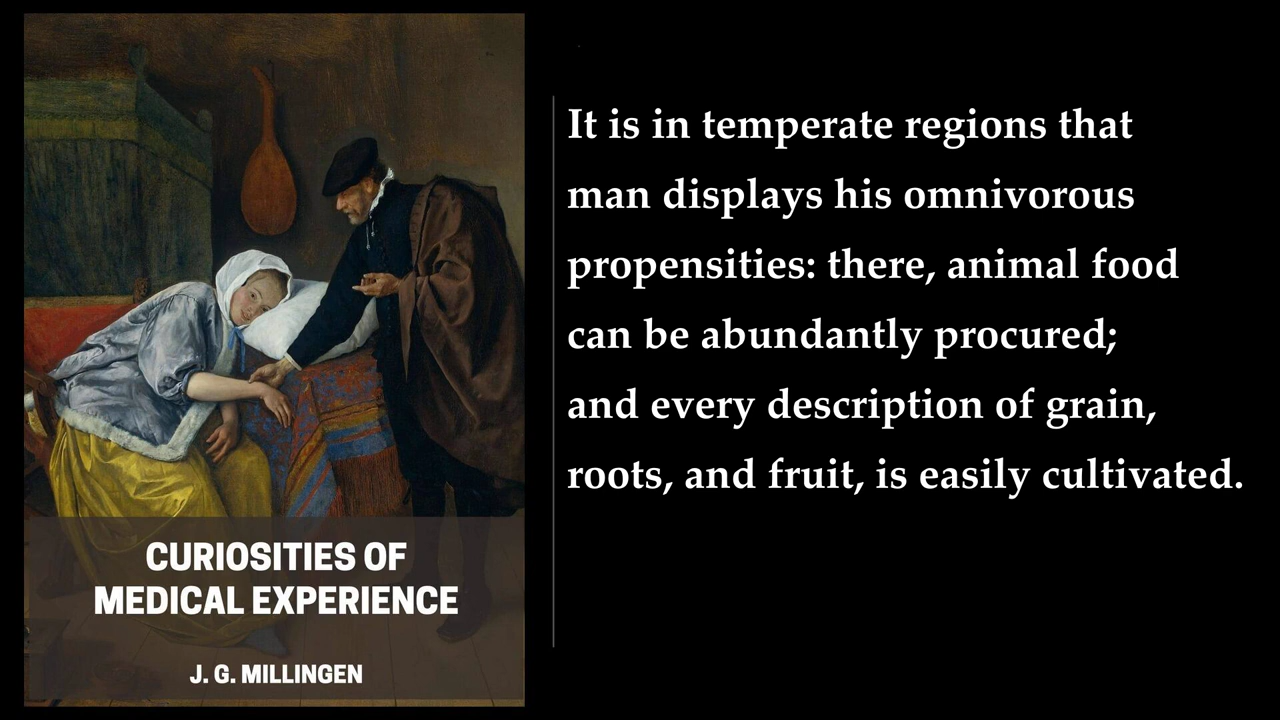 It is in temperate regions that
man displays his omnivorous
propensities: there, animal food
can be abundantly procured;
and every description of grain,
roots, and fruit, is easily cultivated.
CURIOSITIES OF
MEDICAL EXPERIENCE
J. G. MILLINGEN